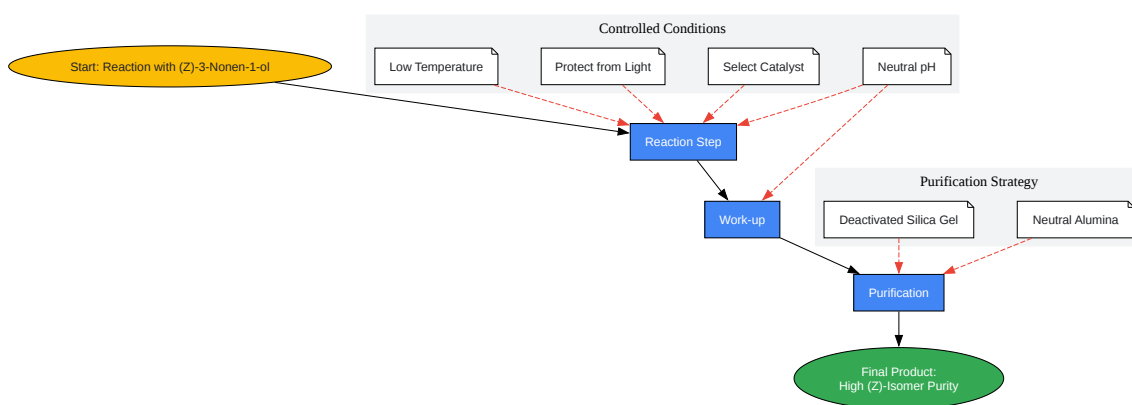 Controlled Conditions
Start: Reaction with (Z)-3-Nonen-1-ol
Low Temperature
Protect from Light
Select Catalyst
Neutral pH
Reaction Step
Purification Strategy
Work-up
Deactivated Silica Gel
Neutral Alumina
Purification
Final Product:
High (Z)-Isomer Purity